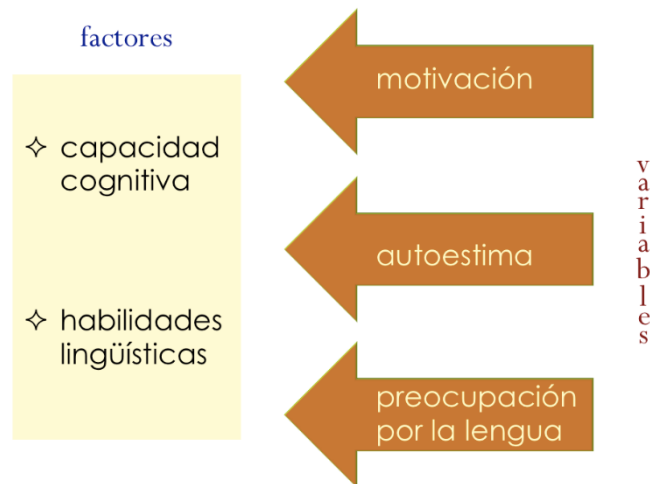 factores
capacidad
cognitiva
habilidades
lingüísticas
motivación
autoestima
preocupación
por la lengua
variables